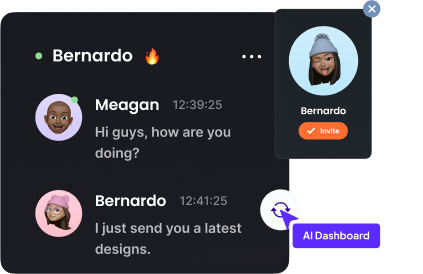 Bernardo 🔥
Meagan 12:39:25
Hi guys, how are you
doing?
Bernardo 12:41:25
I just send you a latest
designs.
Bernardo
Invite
AI Dashboard